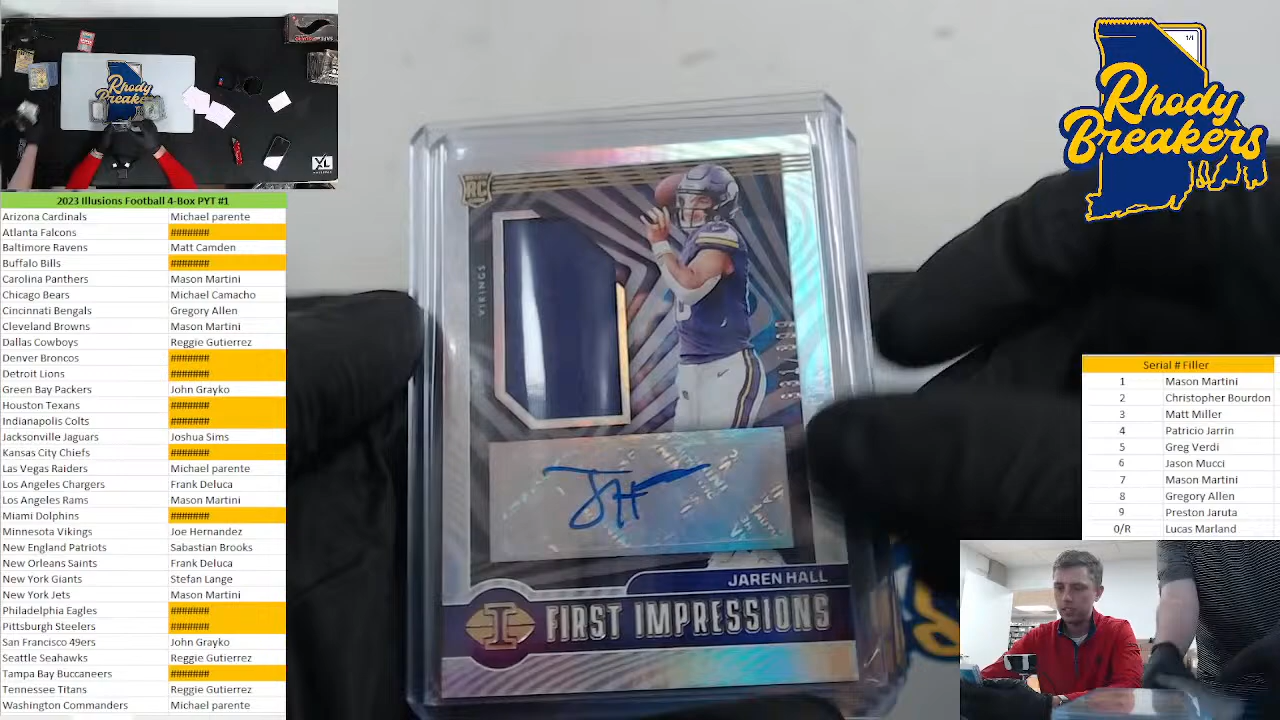 Rhody
Breakers
XL
2023 Illusions Football 4-Box PYT #1
Arizona Cardinals Michael parente
Atlanta Falcons #######
Baltimore Ravens Matt Camden
Buffalo Bills #######
Carolina Panthers Mason Martini
Chicago Bears Michael Camacho
Cincinnati Bengals Gregory Allen
Cleveland Browns Mason Martini
Dallas Cowboys Reggie Gutierrez
Denver Broncos #######
Detroit Lions #######
Green Bay Packers John Grayko
Houston Texans #######
Indianapolis Colts #######
Jacksonville Jaguars Joshua Sims
Kansas City Chiefs #######
Las Vegas Raiders Michael parente
Los Angeles Chargers Frank Deluca
Los Angeles Rams Mason Martini
Miami Dolphins #######
Minnesota Vikings Joe Hernandez
New England Patriots Sabastian Brooks
New Orleans Saints Frank Deluca
New York Giants Stefan Lange
New York Jets Mason Martini
Philadelphia Eagles #######
Pittsburgh Steelers #######
San Francisco 49ers John Grayko
Seattle Seahawks Reggie Gutierrez
Tampa Bay Buccaneers #######
Tennessee Titans Reggie Gutierrez
Washington Commanders Michael parente
RC
VIKINGS
JH
JAREN HALL
I FIRST IMPRESSIONS
1/1
Rhody
Breakers
Serial # Filler
1 Mason Martini
2 Christopher Bourdon
3 Matt Miller
4 Patricio Jarrin
5 Greg Verdi
6 Jason Mucci
7 Mason Martini
8 Gregory Allen
9 Preston Jaruta
0/R Lucas Marland